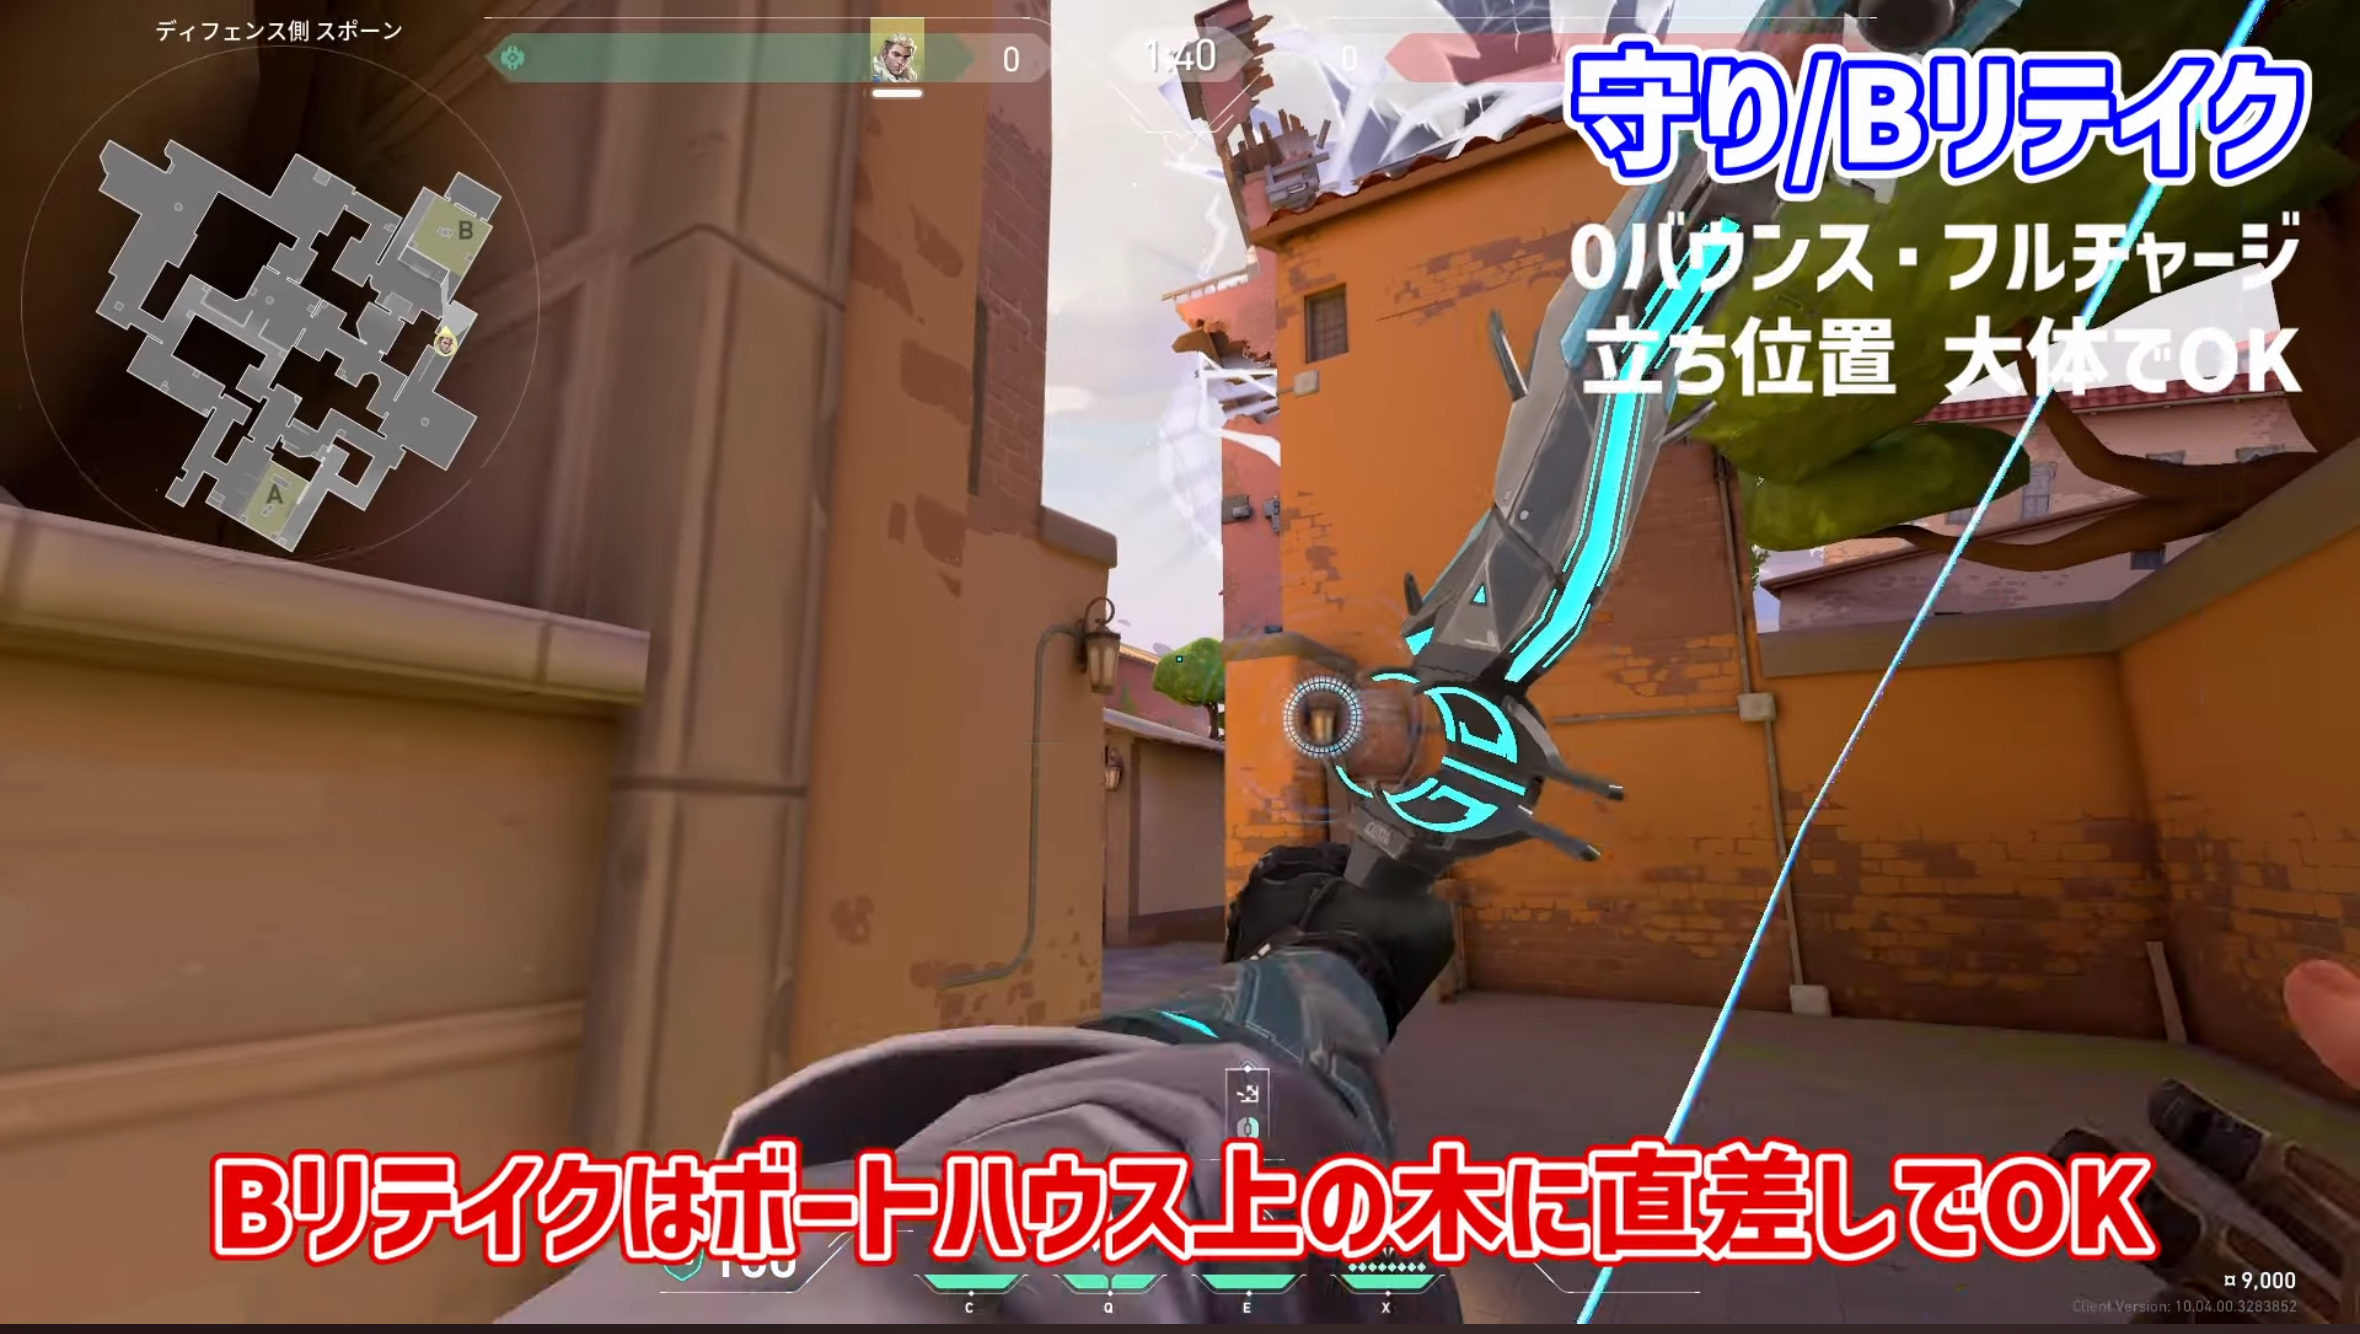 ディフェンス側 スポーン
0
1:40
0
守り/Bリテイク
0バウンス・フルチャージ
立ち位置 大体でOK
B
A
Bリテイクはボートハウス上の木に直差しでOK
100
C
Q
E
X
¤ 9,000
Client Version: 10.04.00.3283852